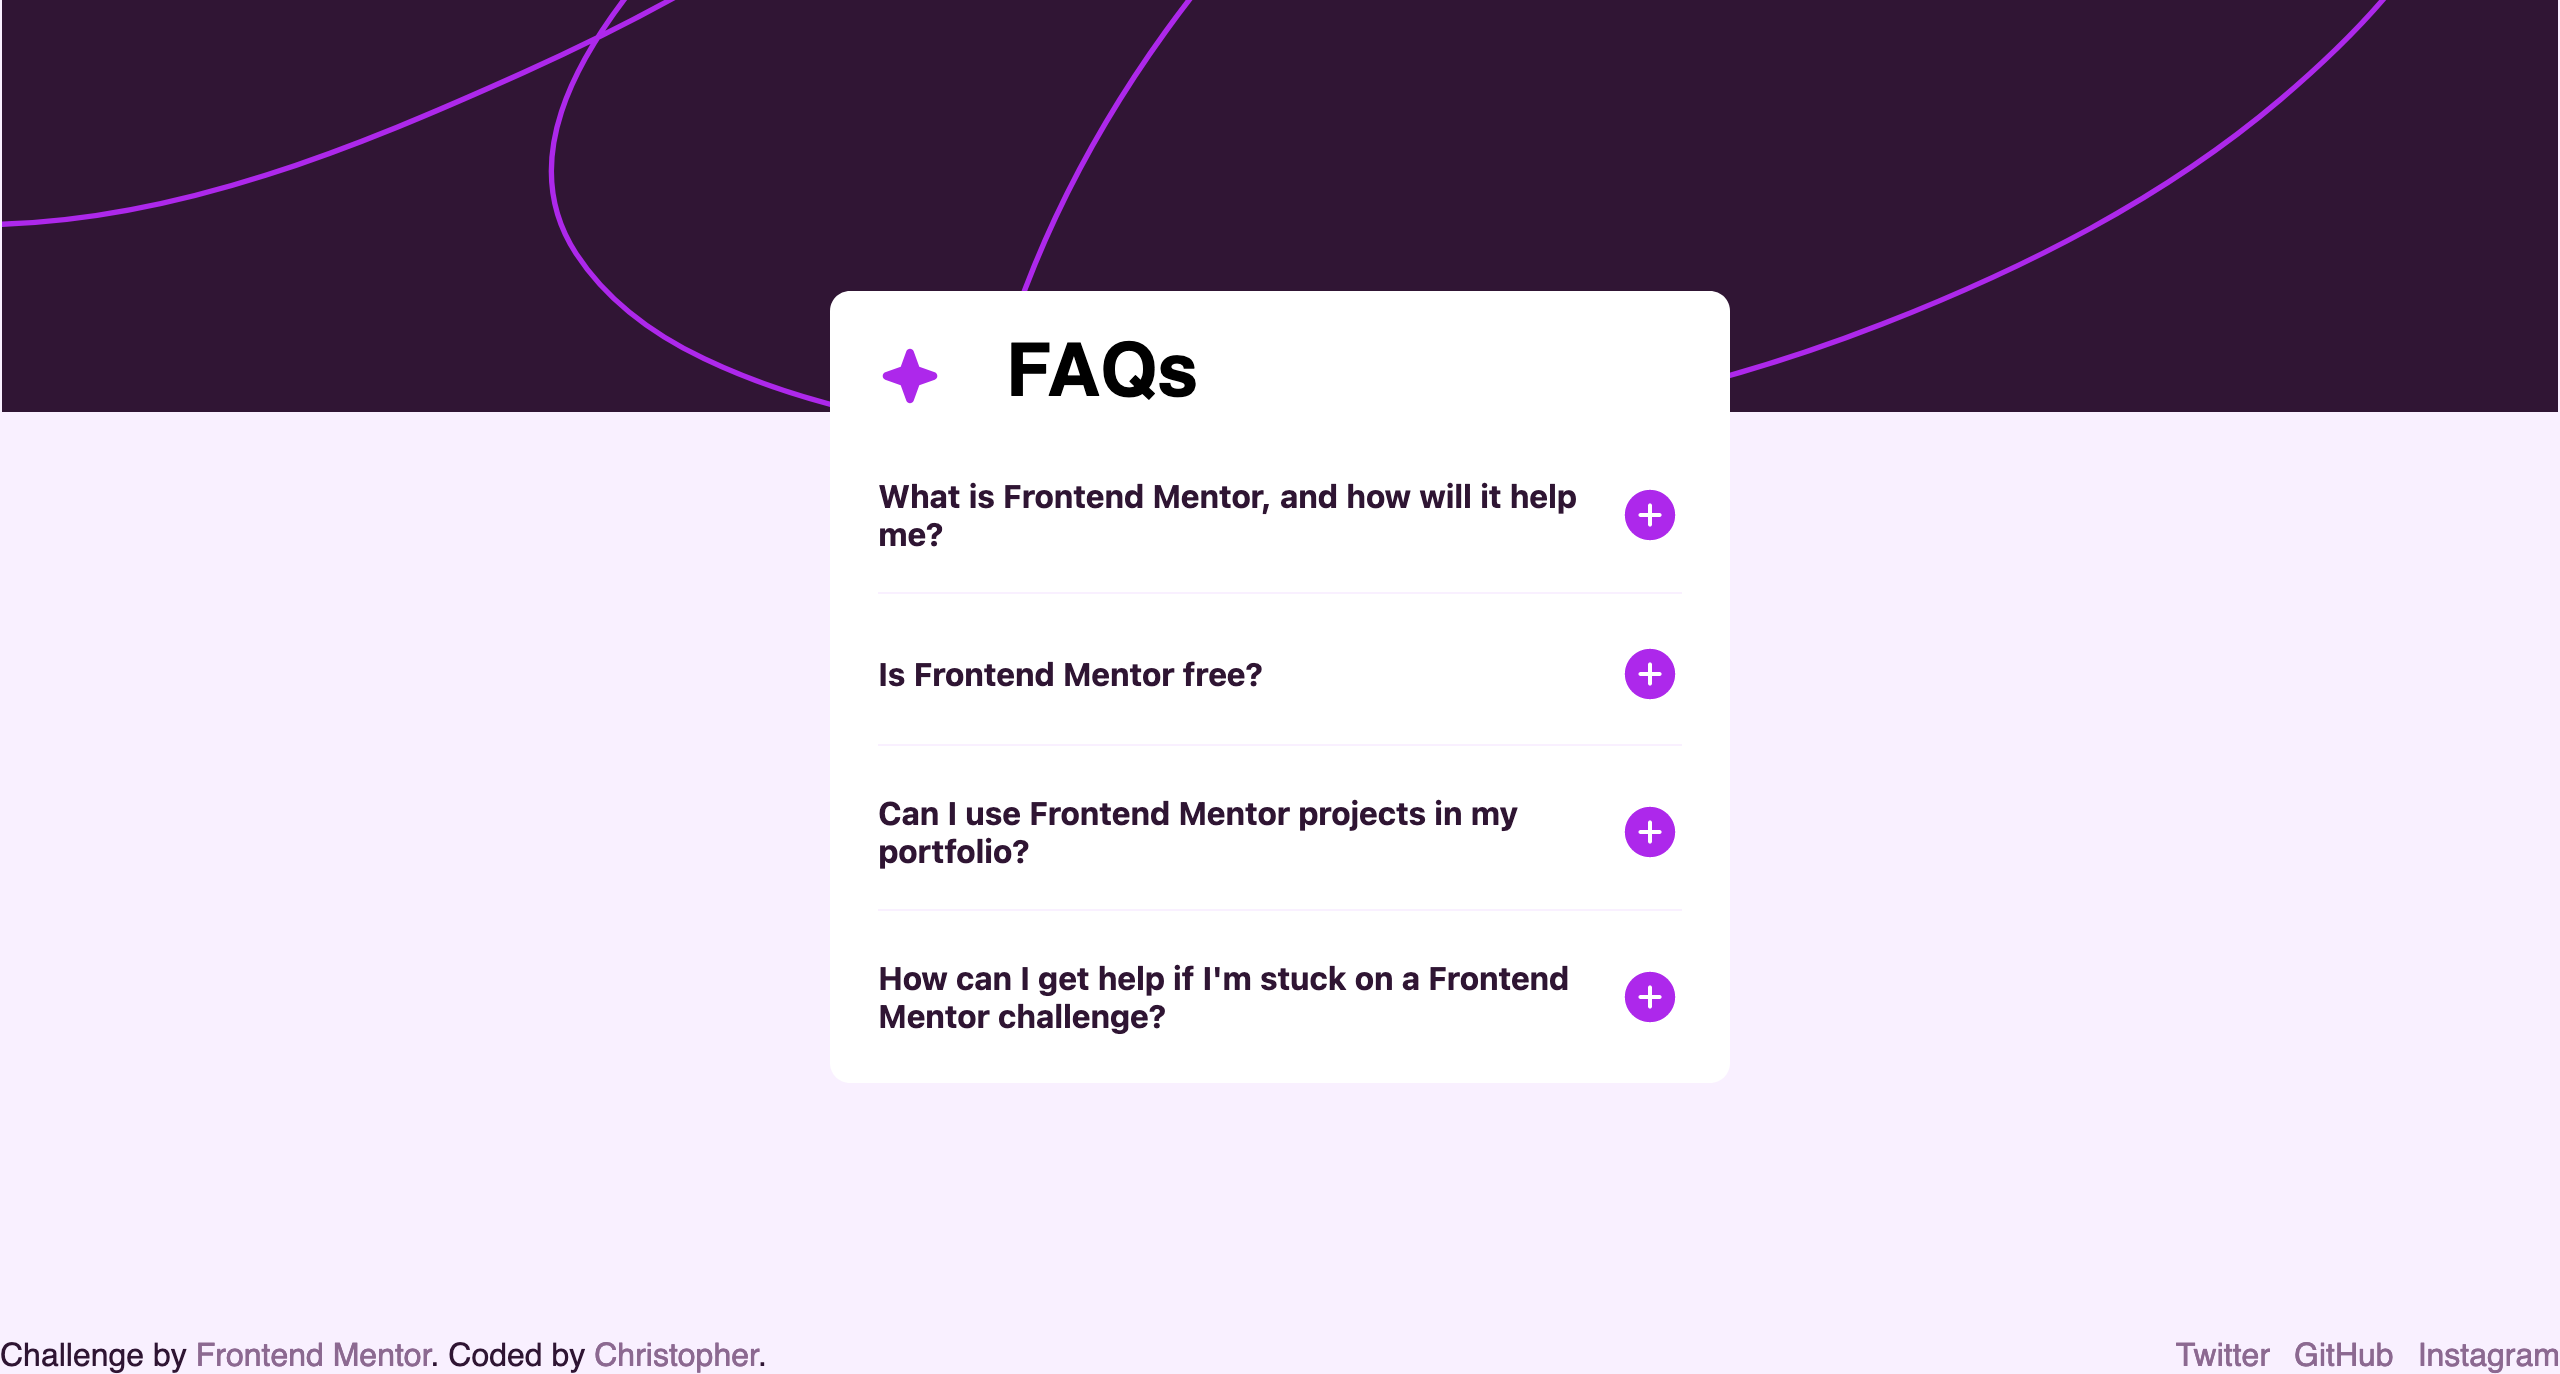 FAQs
What is Frontend Mentor, and how will it help
me?
Is Frontend Mentor free?
Can I use Frontend Mentor projects in my
portfolio?
How can I get help if I'm stuck on a Frontend
Mentor challenge?
Challenge by Frontend Mentor. Coded by Christopher.
Twitter GitHub Instagram